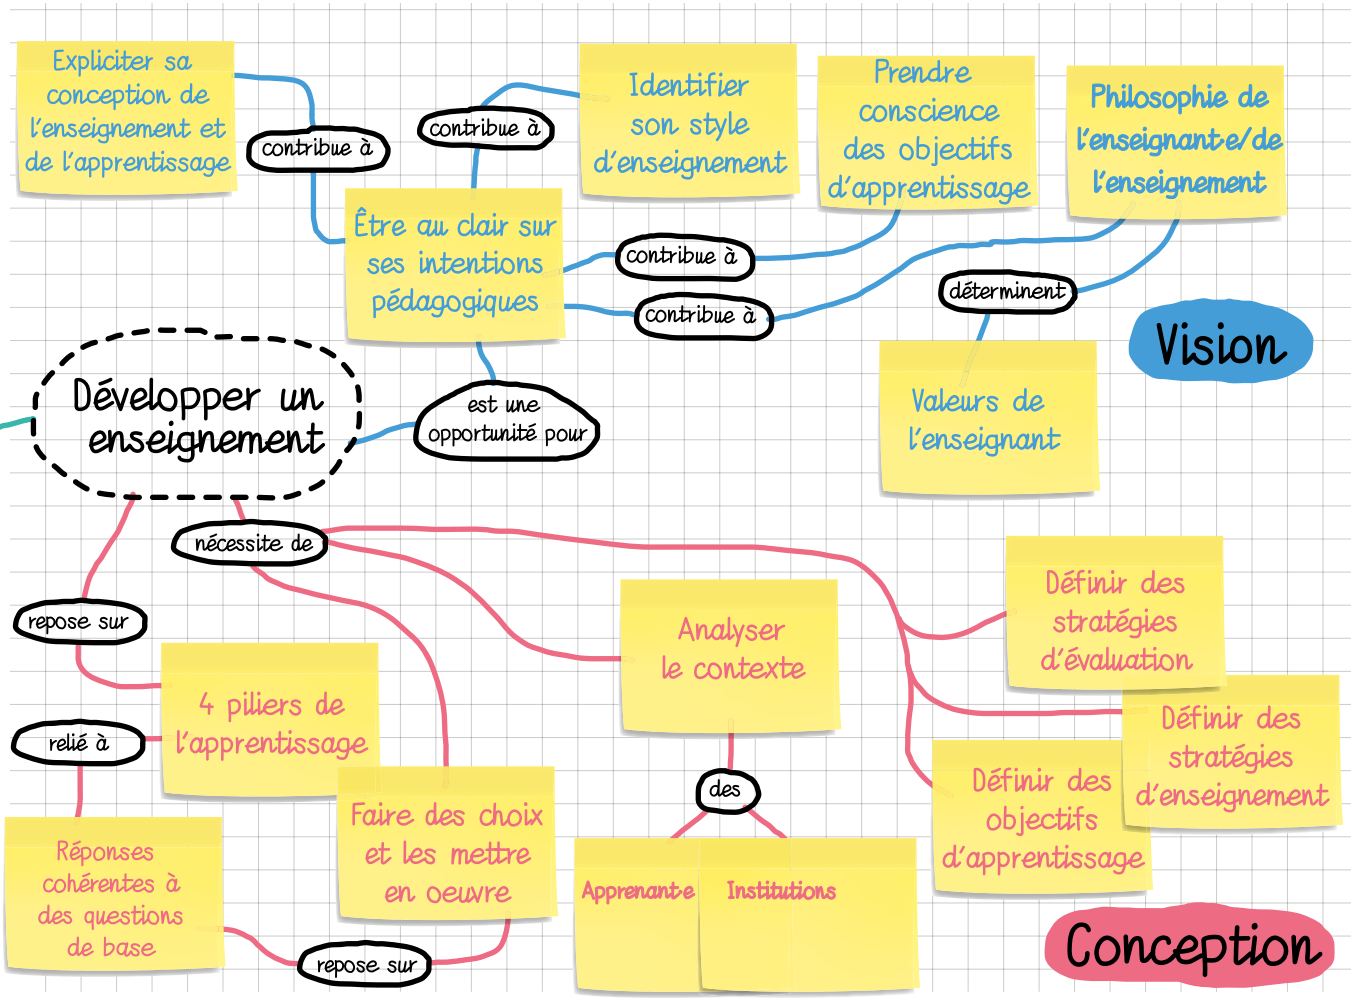 Expliciter sa
conception de
l'enseignement et
de l'apprentissage
contribue à
contribue à
Identifier
son style
d'enseignement
Prendre
conscience
des objectifs
d'apprentissage
Philosophie de
l'enseignant·e/de
l'enseignement
Être au clair sur
ses intentions
pédagogiques
contribue à
contribue à
déterminent
Vision
Valeurs de
l'enseignant
Développer un
enseignement
est une
opportunité pour
nécessite de
repose sur
4 piliers de
l'apprentissage
relié à
Réponses
cohérentes à
des questions
de base
Faire des choix
et les mettre
en oeuvre
repose sur
Analyser
le contexte
des
Apprenant·e
Institutions
Définir des
stratégies
d'évaluation
Définir des
stratégies
d'enseignement
Définir des
objectifs
d'apprentissage
Conception